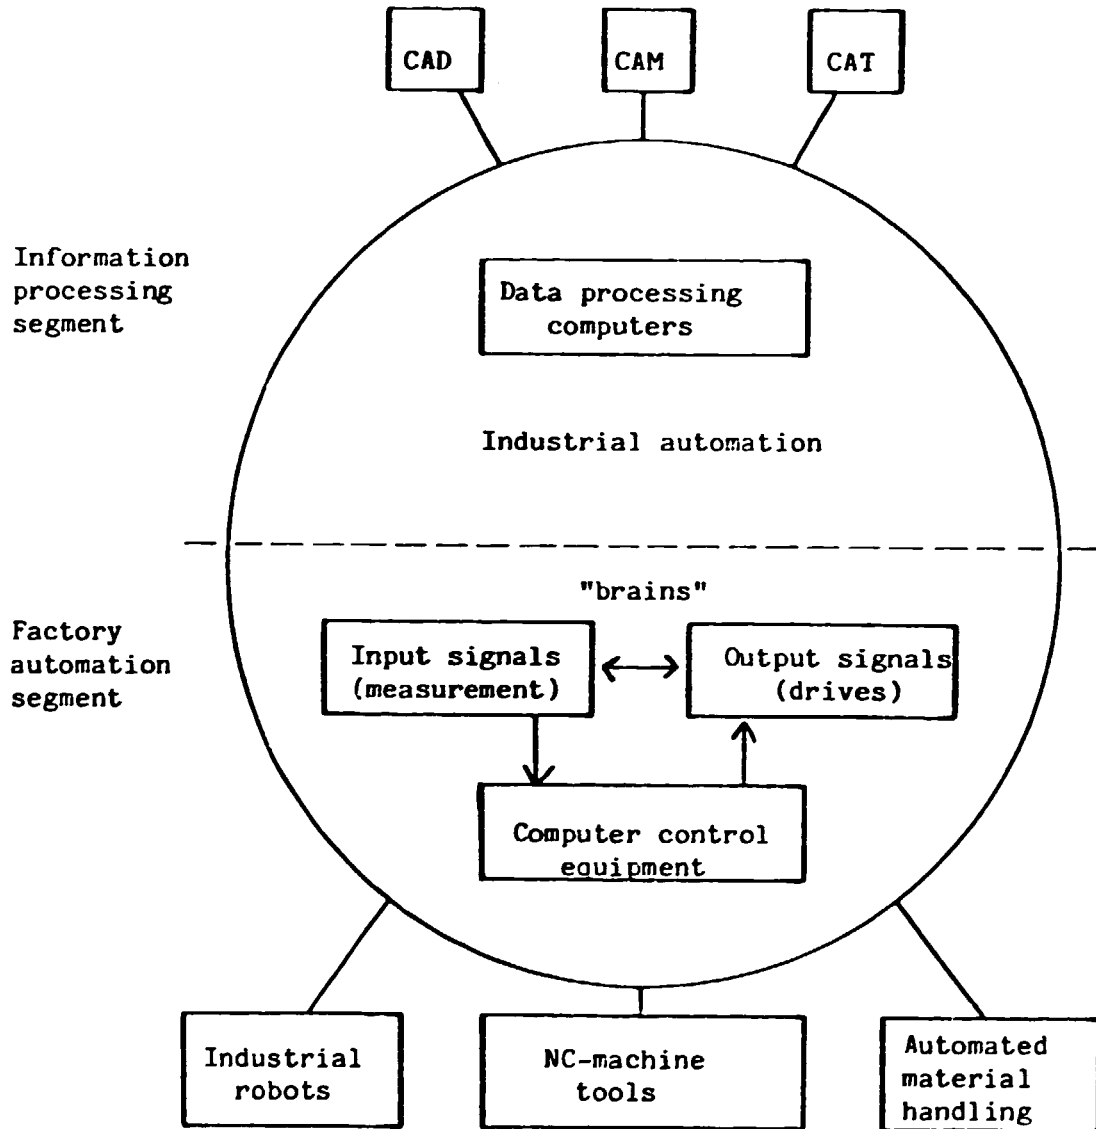 CAD
CAM
CAT
Information
processing
segment
Data processing
computers
Industrial automation
"brains"
Factory
automation
segment
Input signals
(measurement)
Output signals
(drives)
Computer control
equipment
Industrial
robots
NC-machine
tools
Automated
material
handling